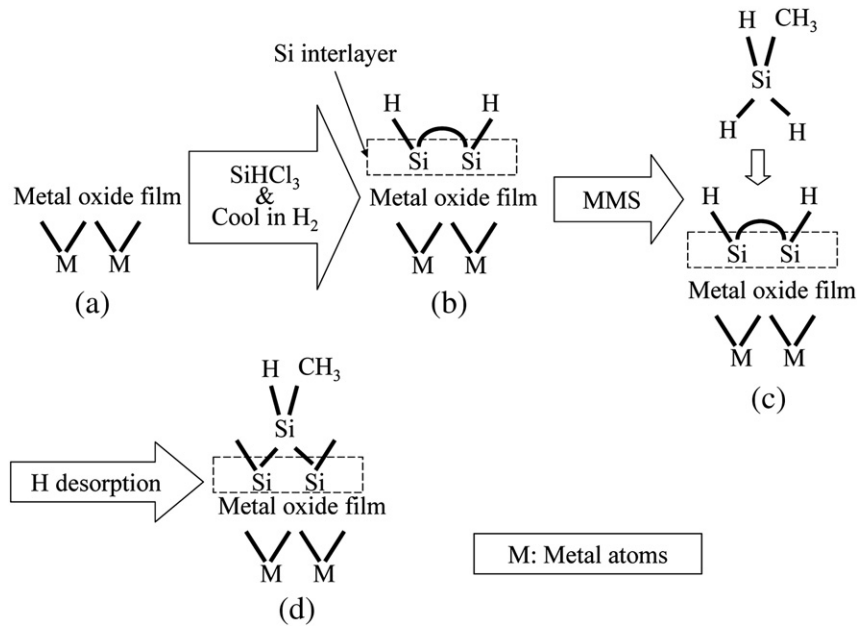 Metal oxide film
M M
(a)
SiHCl3
&
Cool in H2
Si interlayer
H H
Si Si
Metal oxide film
M M
(b)
MMS
H CH3
Si
H H
H H
Si Si
Metal oxide film
M M
(c)
H desorption
H CH3
Si
Si Si
Metal oxide film
M M
(d)
M: Metal atoms